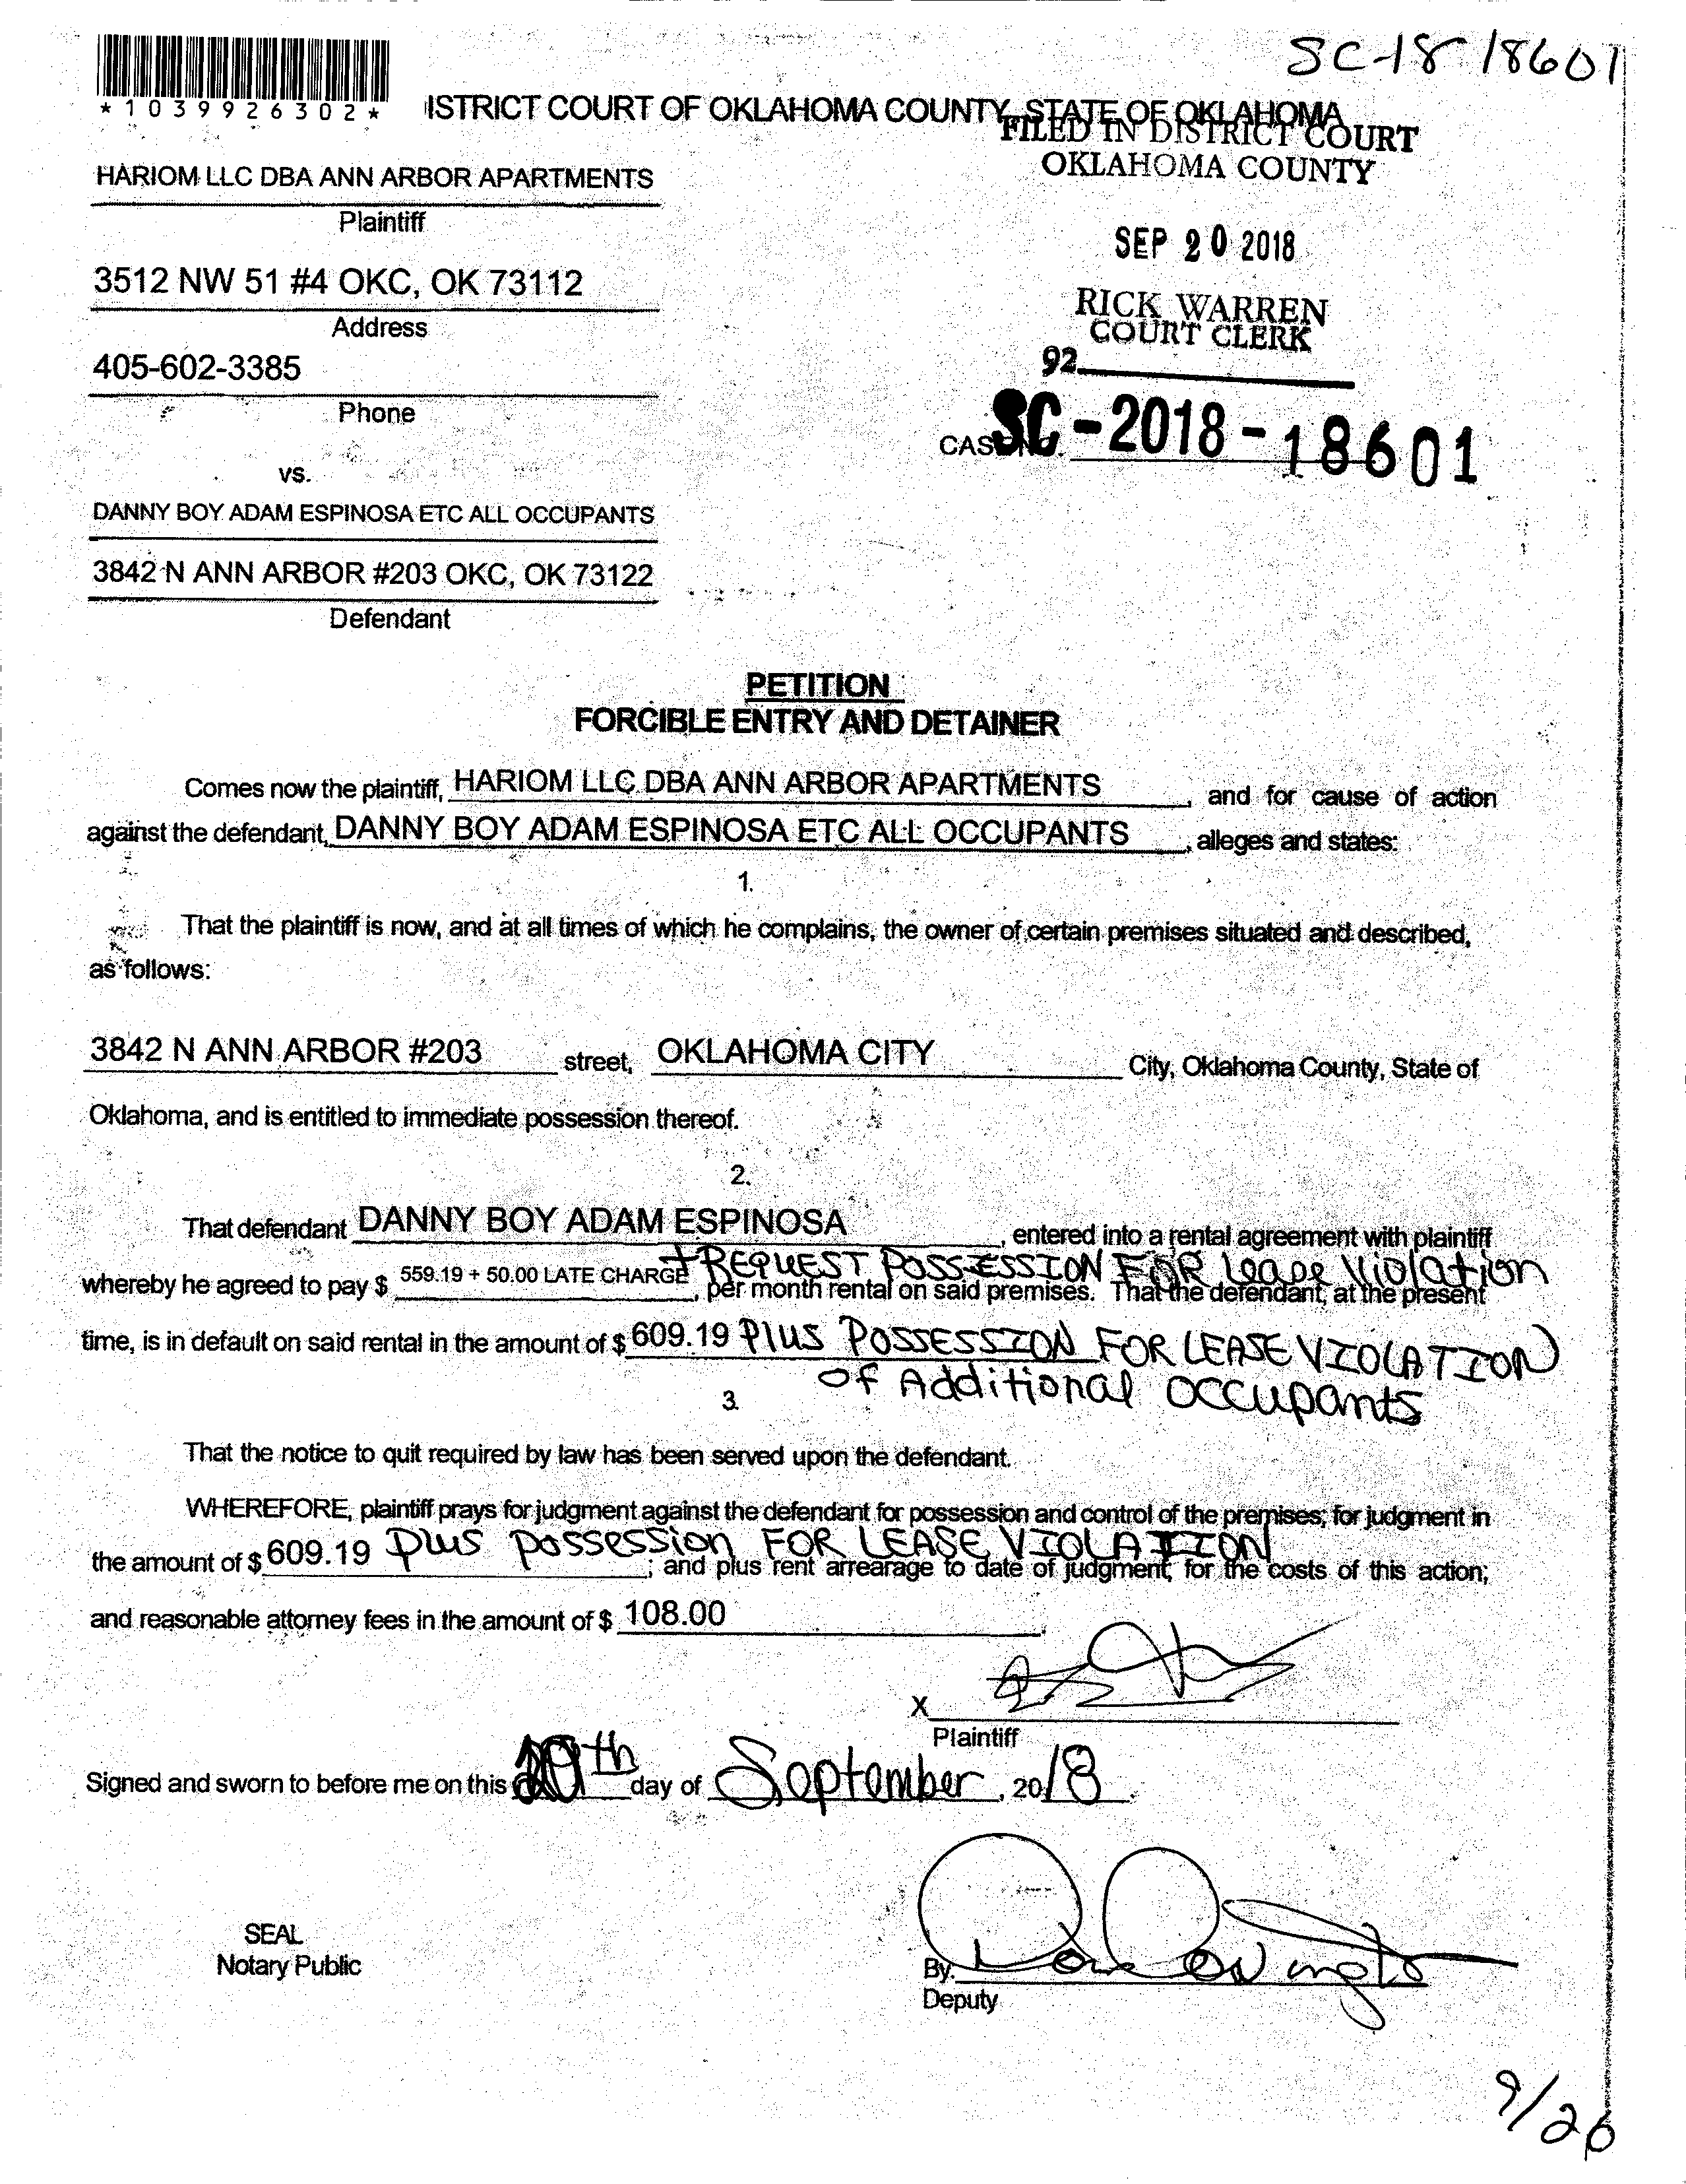 SC-18 18601
*1039926302*
ISTRICT COURT OF OKLAHOMA COUNTY, STATE OF OKLAHOMA
FILED IN DISTRICT COURT
OKLAHOMA COUNTY
HARIOM LLC DBA ANN ARBOR APARTMENTS
Plaintiff
SEP 20 2018
3512 NW 51 #4 OKC, OK 73112
Address
RICK WARREN
COURT CLERK
405-602-3385
92
Phone
CAS SC-2018-18601
vs.
DANNY BOY ADAM ESPINOSA ETC ALL OCCUPANTS
3842 N ANN ARBOR #203 OKC, OK 73122
Defendant
PETITION
FORCIBLE ENTRY AND DETAINER
Comes now the plaintiff, HARIOM LLC DBA ANN ARBOR APARTMENTS, and for cause of action
against the defendant, DANNY BOY ADAM ESPINOSA ETC ALL OCCUPANTS, alleges and states:
1.
That the plaintiff is now, and at all times of which he complains, the owner of certain premises situated and described,
as follows:
3842 N ANN ARBOR #203 street, OKLAHOMA CITY City, Oklahoma County, State of
Oklahoma, and is entitled to immediate possession thereof.
2.
That defendant DANNY BOY ADAM ESPINOSA, entered into a rental agreement with plaintiff
+ REQUEST POSSESSION FOR Lease Violation
whereby he agreed to pay $ 559.19 + 50.00 LATE CHARGE, per month rental on said premises. That the defendant, at the present
time, is in default on said rental in the amount of $ 609.19 Plus POSSESSION FOR LEASE VIOLATION
of Additional Occupants
3.
That the notice to quit required by law has been served upon the defendant.
WHEREFORE, plaintiff prays for judgment against the defendant for possession and control of the premises; for judgment in
the amount of $ 609.19 Plus Possession FOR LEASE VIOLATION; and plus rent arrearage to date of judgment; for the costs of this action;
and reasonable attorney fees in the amount of $ 108.00
X
Plaintiff
Signed and sworn to before me on this 20th day of September, 2018.
SEAL
Notary Public
By:
Deputy
9/20